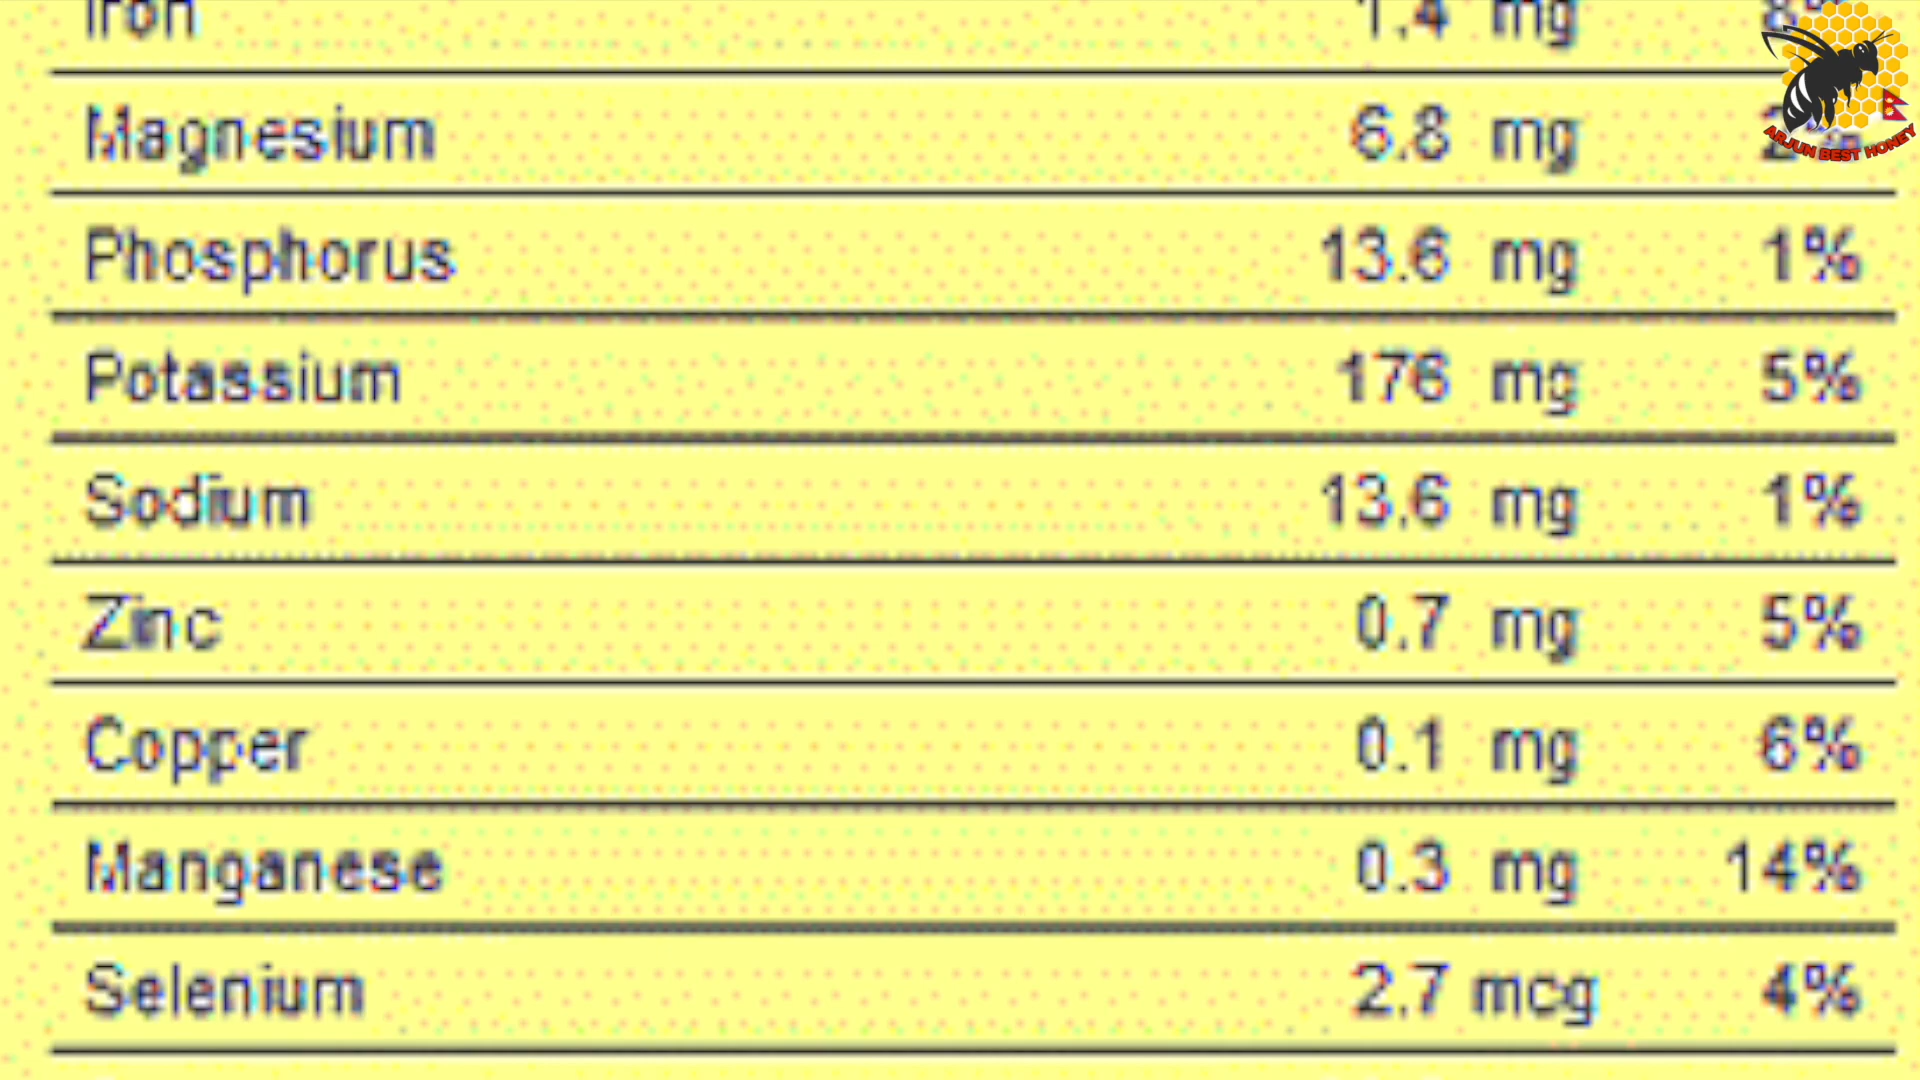 Iron 1.4 mg 8%
Magnesium 6.8 mg 2%
Phosphorus 13.6 mg 1%
Potassium 176 mg 5%
Sodium 13.6 mg 1%
Zinc 0.7 mg 5%
Copper 0.1 mg 6%
Manganese 0.3 mg 14%
Selenium 2.7 mcg 4%
ARJUN BEST HONEY